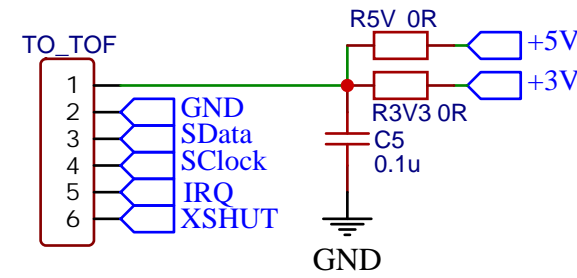 R5V 0R
+5V
TO_TOF
1
+3V
2 GND
R3V3 0R
3 SData
C5
4 SClock
0.1u
5 IRQ
6 XSHUT
GND